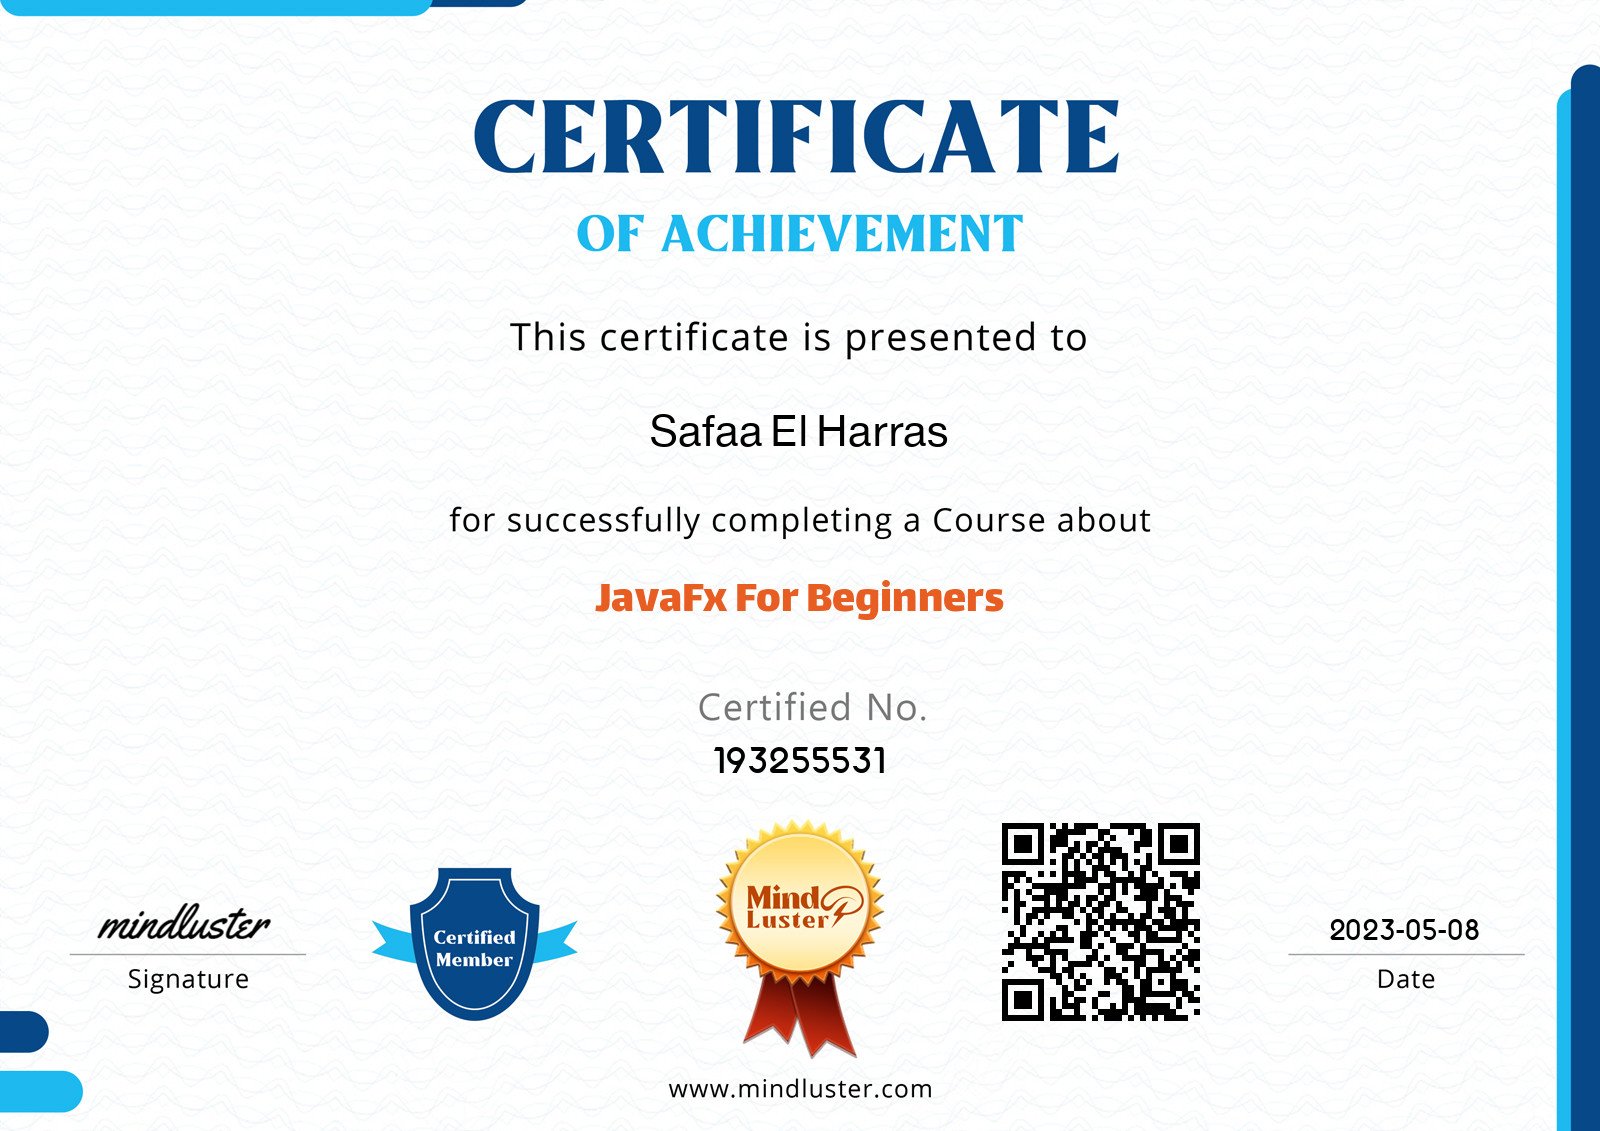 CERTIFICATE
OF ACHIEVEMENT
This certificate is presented to
Safaa El Harras
for successfully completing a Course about
JavaFx For Beginners
Certified No.
193255531
mindluster
Signature
Certified
Member
Mind
Luster
2023-05-08
Date
www.mindluster.com